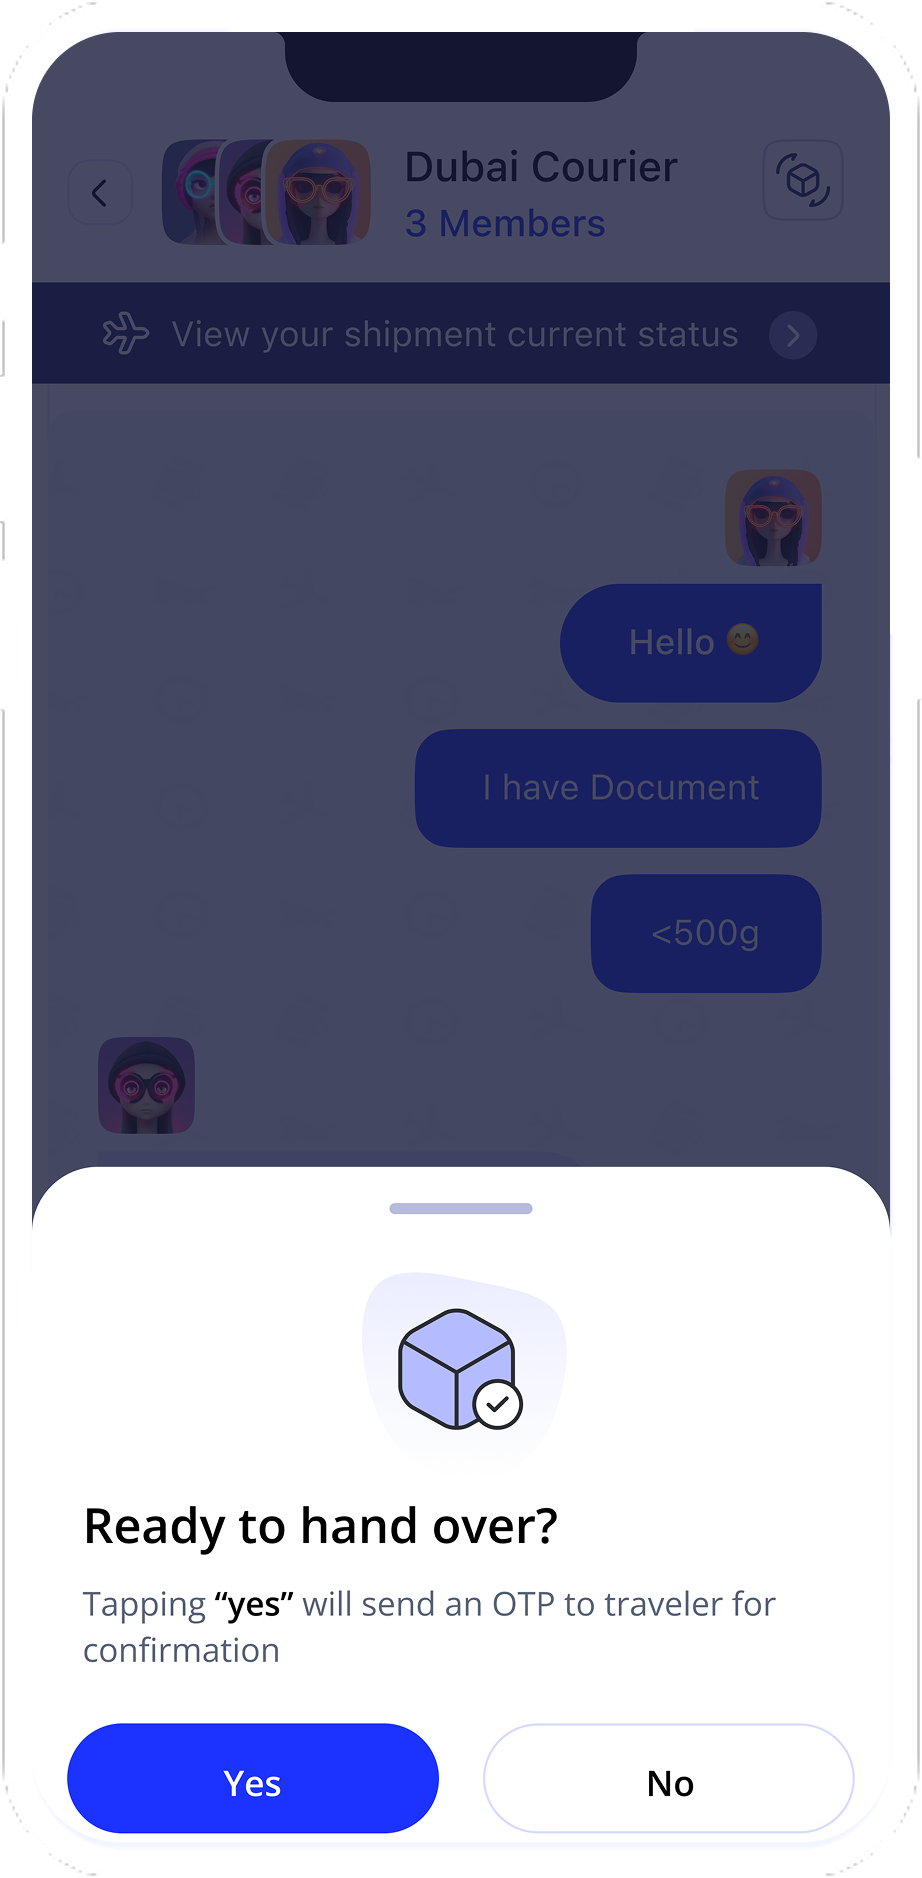 Dubai Courier
3 Members
View your shipment current status
Hello 😊
I have Document
<500g
Ready to hand over?
Tapping “yes” will send an OTP to traveler for
confirmation
Yes
No